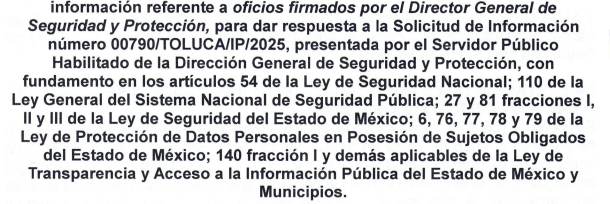 información referente a oficios firmados por el Director General de
Seguridad y Protección, para dar respuesta a la Solicitud de Información
número 00790/TOLUCA/IP/2025, presentada por el Servidor Público
Habilitado de la Dirección General de Seguridad y Protección, con
fundamento en los artículos 54 de la Ley de Seguridad Nacional; 110 de la
Ley General del Sistema Nacional de Seguridad Pública; 27 y 81 fracciones I,
II y III de la Ley de Seguridad del Estado de México; 6, 76, 77, 78 y 79 de la
Ley de Protección de Datos Personales en Posesión de Sujetos Obligados
del Estado de México; 140 fracción I y demás aplicables de la Ley de
Transparencia y Acceso a la Información Pública del Estado de México y
Municipios.